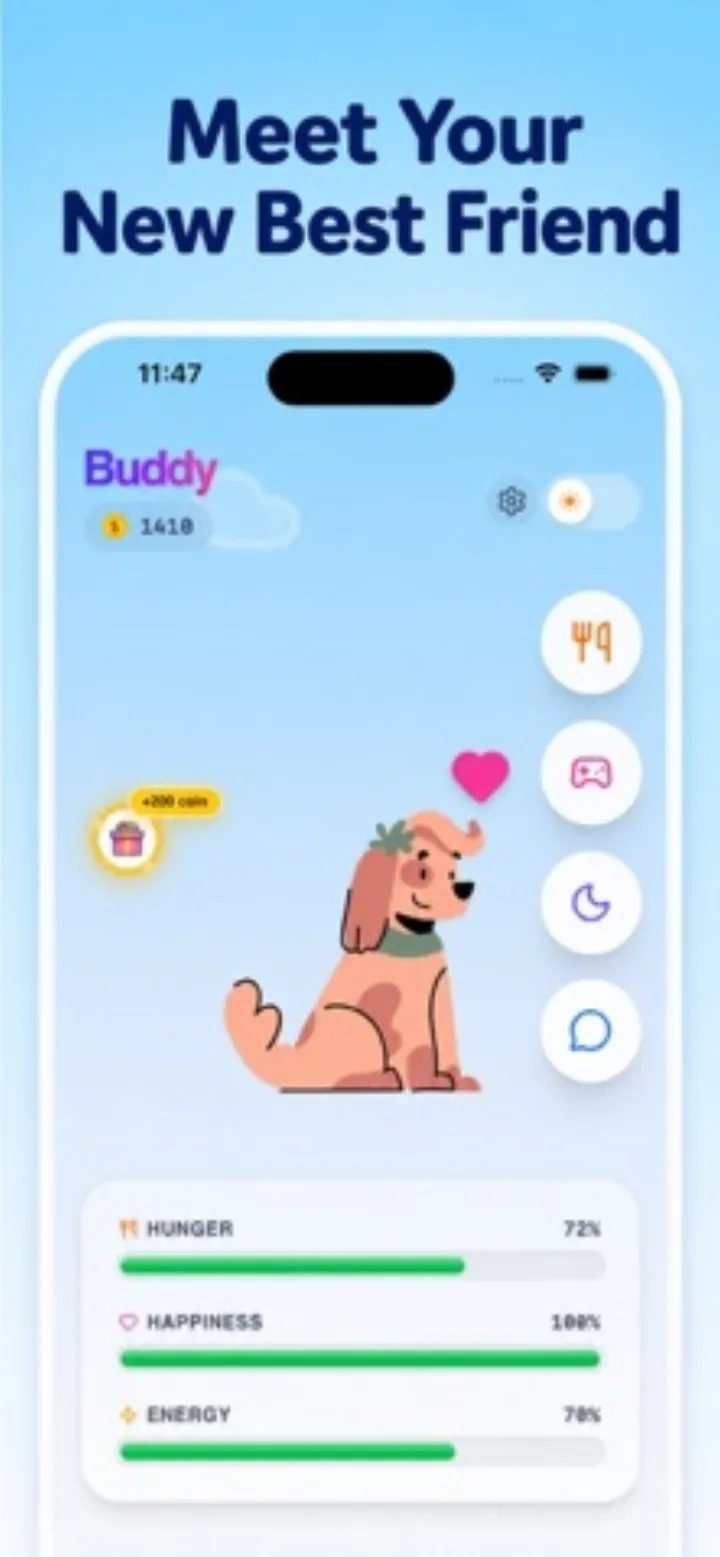 Meet Your
New Best Friend
11:47
Buddy
1410
+200 coin
HUNGER 72%
HAPPINESS 100%
ENERGY 70%